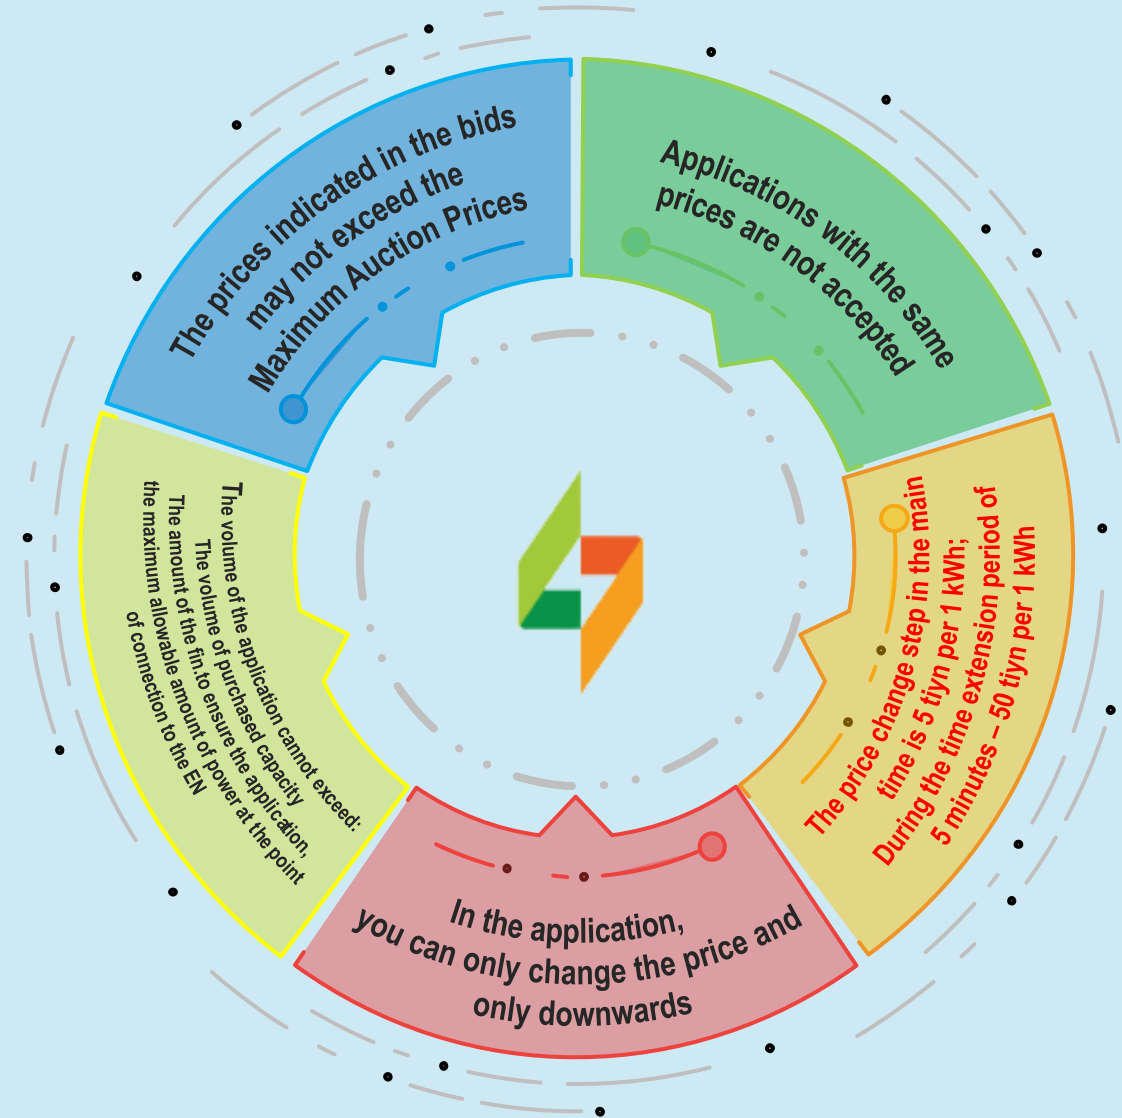 The prices indicated in the bids
may not exceed the
Maximum Auction Prices
Applications with the same
prices are not accepted
The price change step in the main
time is 5 tiyn per 1 kWh;
During the time extension period of
5 minutes – 50 tiyn per 1 kWh
In the application,
you can only change the price and
only downwards
The volume of the application cannot exceed:
The volume of purchased capacity
The amount of the fin.to ensure the application,
the maximum allowable amount of power at the point
of connection to the EN